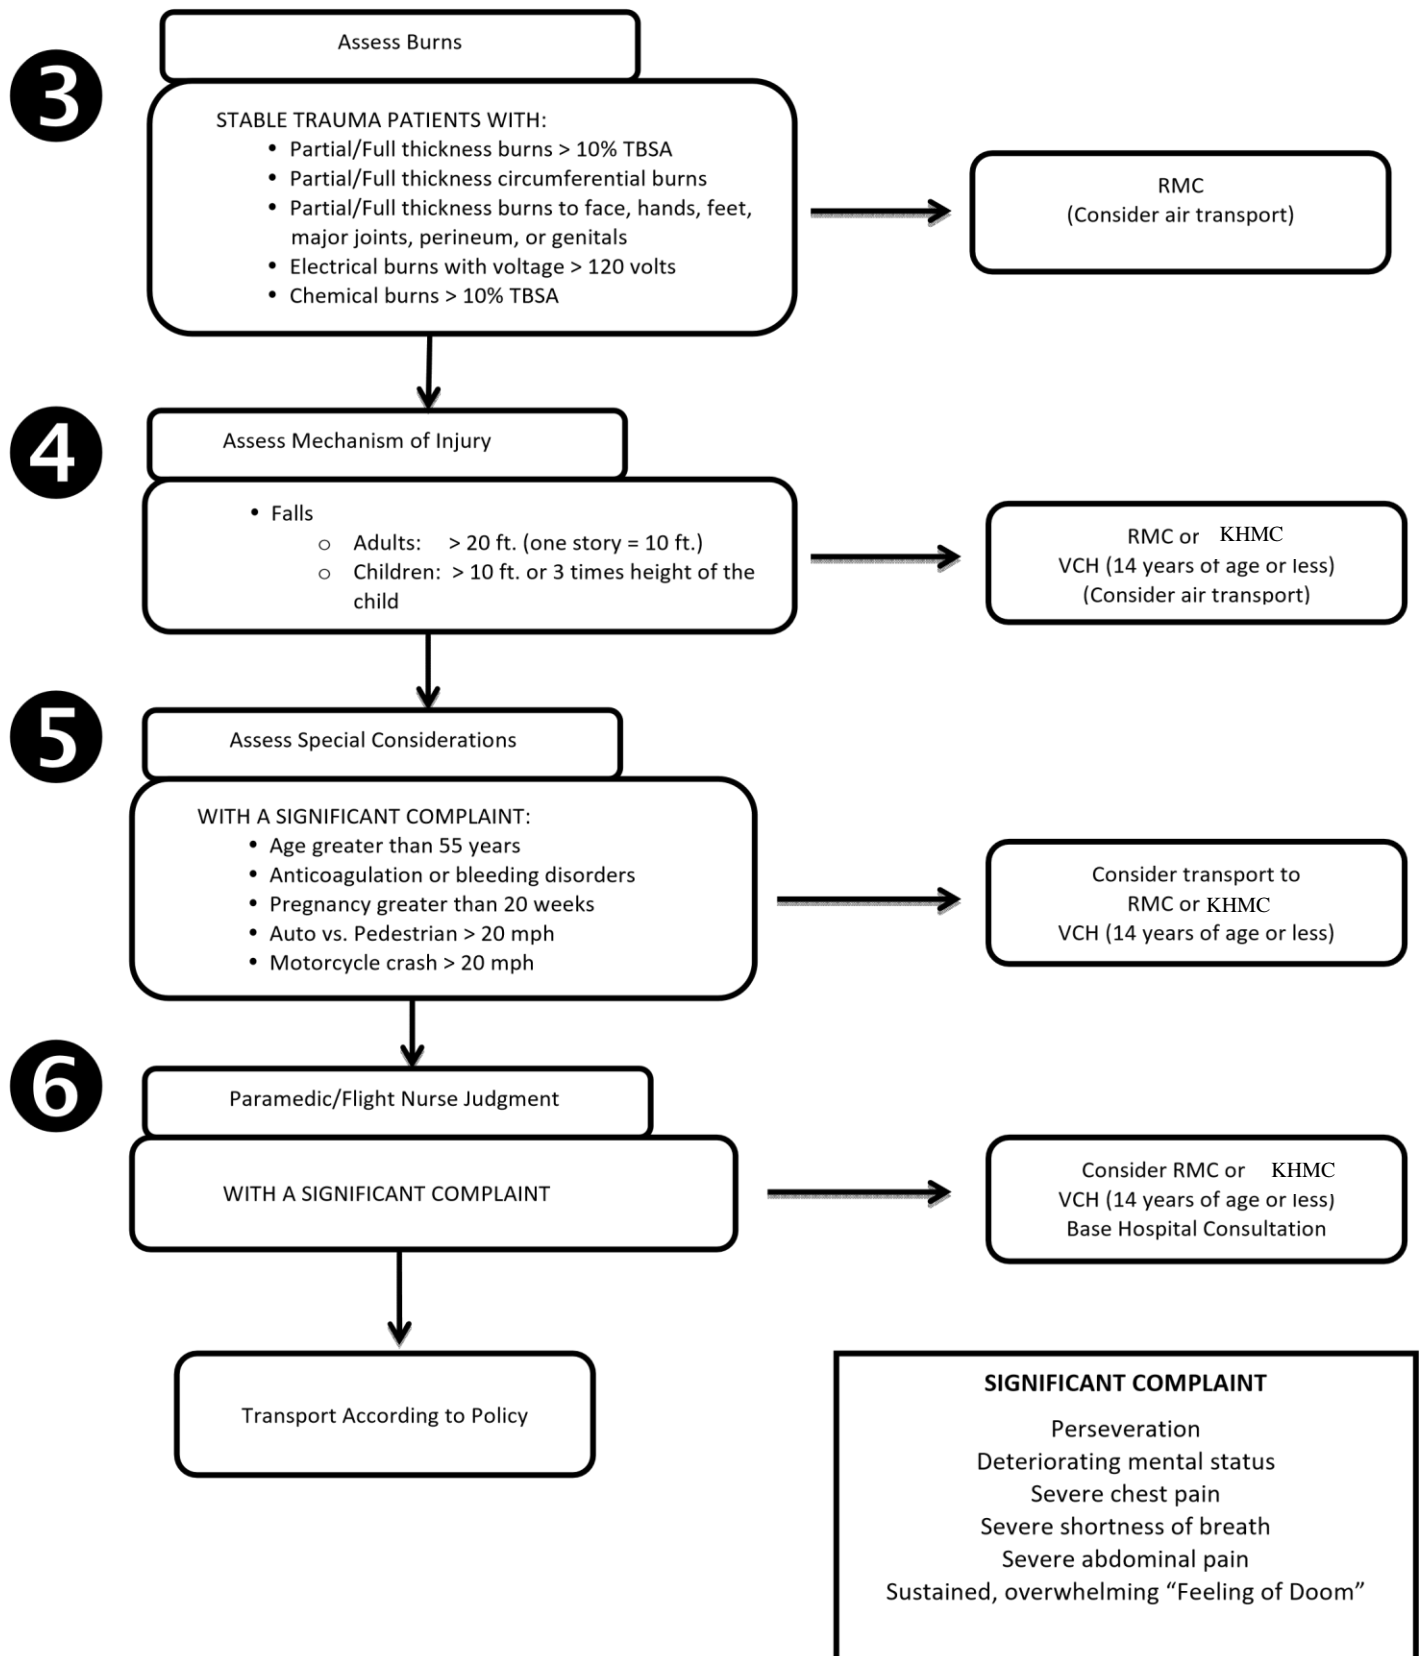 3
Assess Burns
STABLE TRAUMA PATIENTS WITH:
• Partial/Full thickness burns > 10% TBSA
• Partial/Full thickness circumferential burns
• Partial/Full thickness burns to face, hands, feet,
major joints, perineum, or genitals
• Electrical burns with voltage > 120 volts
• Chemical burns > 10% TBSA
RMC
(Consider air transport)
4
Assess Mechanism of Injury
• Falls
o Adults: > 20 ft. (one story = 10 ft.)
o Children: > 10 ft. or 3 times height of the
child
RMC or KHMC
VCH (14 years of age or less)
(Consider air transport)
5
Assess Special Considerations
WITH A SIGNIFICANT COMPLAINT:
• Age greater than 55 years
• Anticoagulation or bleeding disorders
• Pregnancy greater than 20 weeks
• Auto vs. Pedestrian > 20 mph
• Motorcycle crash > 20 mph
Consider transport to
RMC or KHMC
VCH (14 years of age or less)
6
Paramedic/Flight Nurse Judgment
WITH A SIGNIFICANT COMPLAINT
Consider RMC or KHMC
VCH (14 years of age or less)
Base Hospital Consultation
Transport According to Policy
SIGNIFICANT COMPLAINT
Perseveration
Deteriorating mental status
Severe chest pain
Severe shortness of breath
Severe abdominal pain
Sustained, overwhelming “Feeling of Doom”